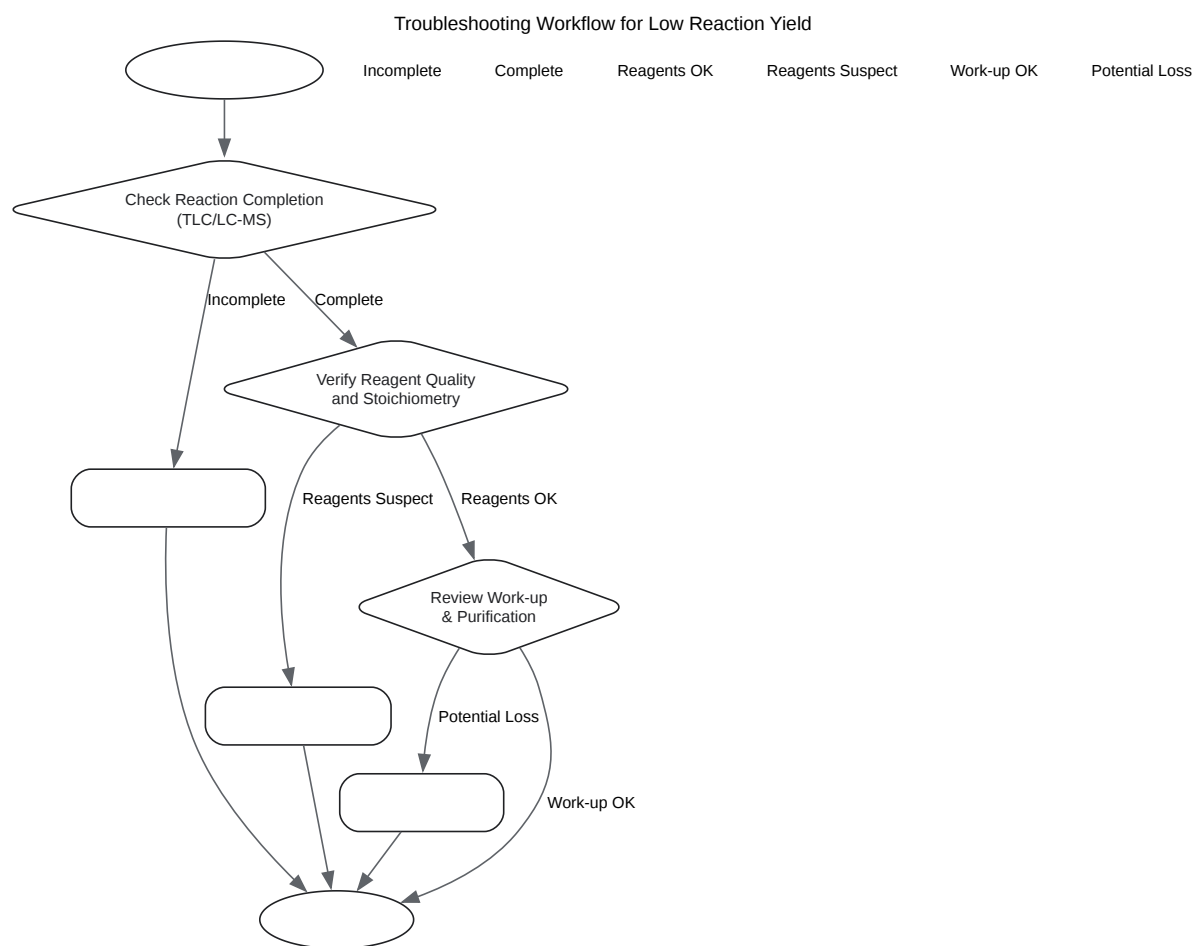 Troubleshooting Workflow for Low Reaction Yield
Incomplete
Complete
Reagents OK
Reagents Suspect
Work-up OK
Potential Loss
Check Reaction Completion
(TLC/LC-MS)
Incomplete
Complete
Verify Reagent Quality
and Stoichiometry
Reagents Suspect
Reagents OK
Review Work-up
& Purification
Potential Loss
Work-up OK